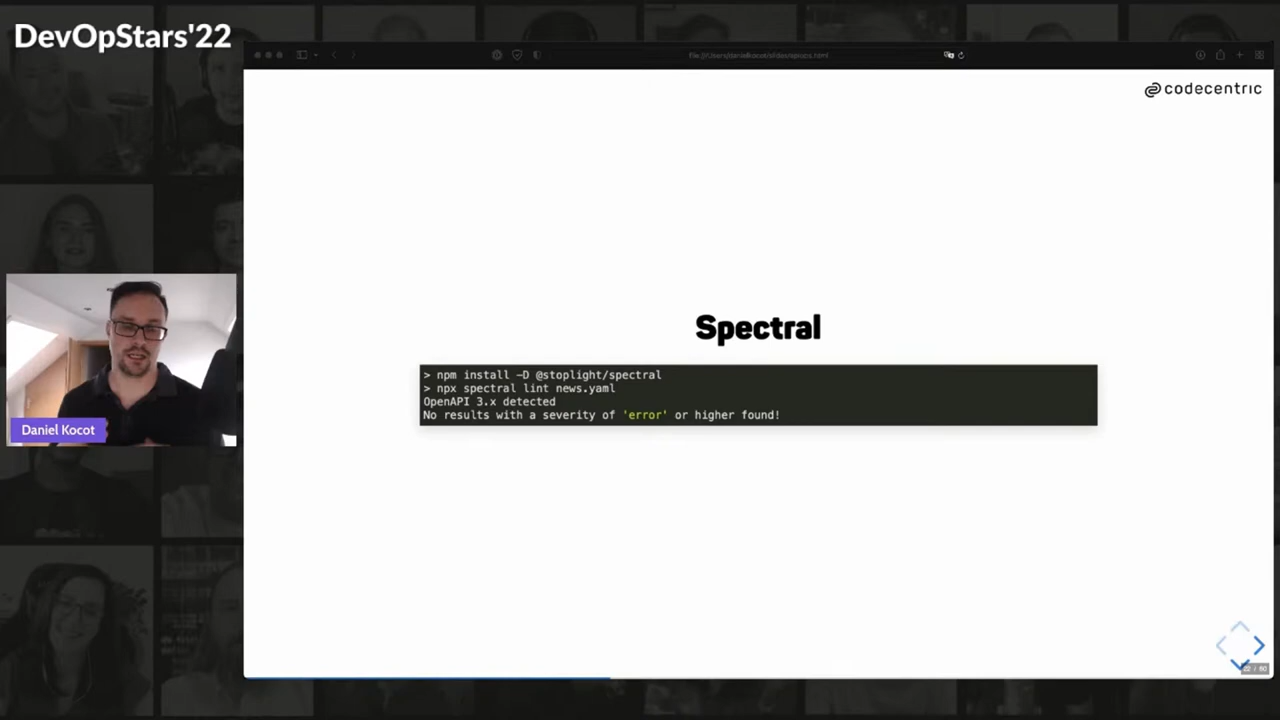 DevOpStars'22
codecentric
Spectral
> npm install -D @stoplight/spectral
> npx spectral lint news.yaml
OpenAPI 3.x detected
No results with a severity of 'error' or higher found!
Daniel Kocot